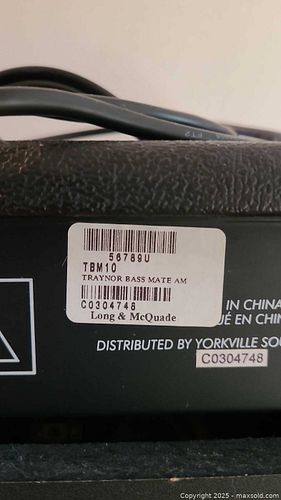 56789U
TBM10
TRAYNOR BASS MATE AM
C0304748
Long & McQuade
IN CHINA
DISTRIBUTED BY YORKVILLE
C0304748
Copyright © 2025 - maxsold.com